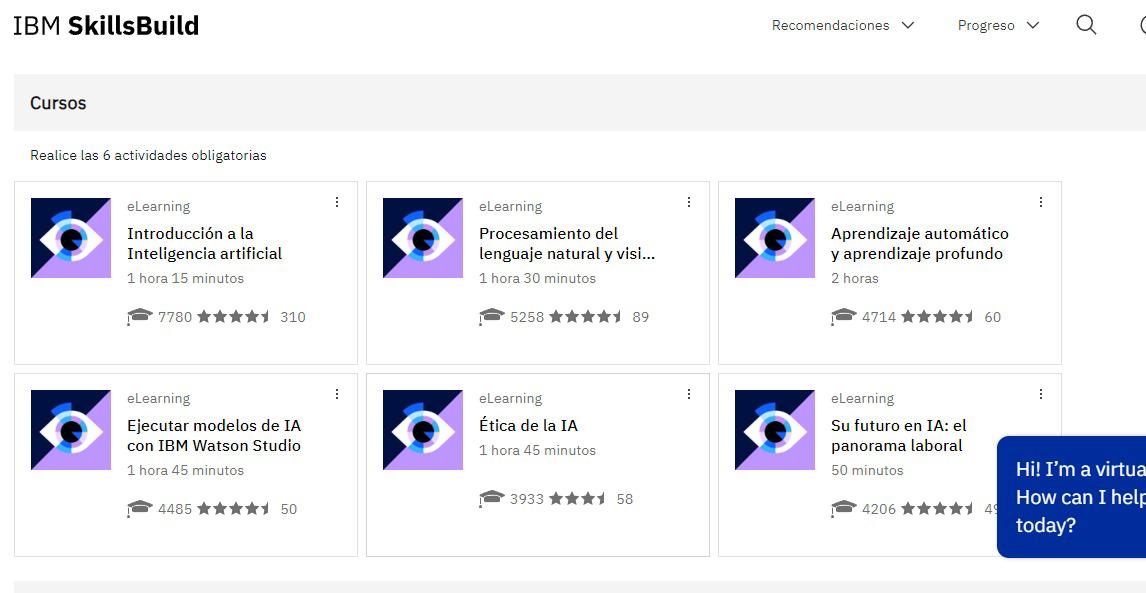 IBM SkillsBuild
Recomendaciones
Progreso
Cursos
Realice las 6 actividades obligatorias
eLearning
Introducción a la
Inteligencia artificial
1 hora 15 minutos
7780
310
eLearning
Procesamiento del
lenguaje natural y visi...
1 hora 30 minutos
5258
89
eLearning
Aprendizaje automático
y aprendizaje profundo
2 horas
4714
60
eLearning
Ejecutar modelos de IA
con IBM Watson Studio
1 hora 45 minutos
4485
50
eLearning
Ética de la IA
1 hora 45 minutos
3933
58
eLearning
Su futuro en IA: el
panorama laboral
50 minutos
4206
Hi! I'm a virtua
How can I help
today?